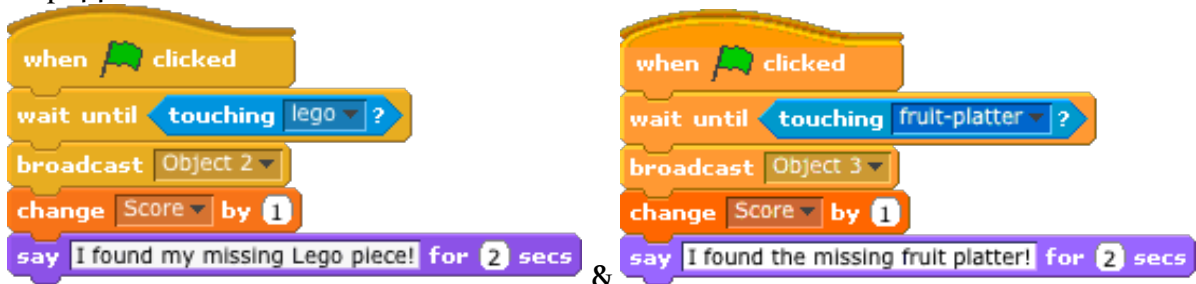 when clicked
wait until touching lego ?
broadcast Object 2
change Score by 1
say I found my missing Lego piece! for 2 secs
&
when clicked
wait until touching fruit-platter ?
broadcast Object 3
change Score by 1
say I found the missing fruit platter! for 2 secs